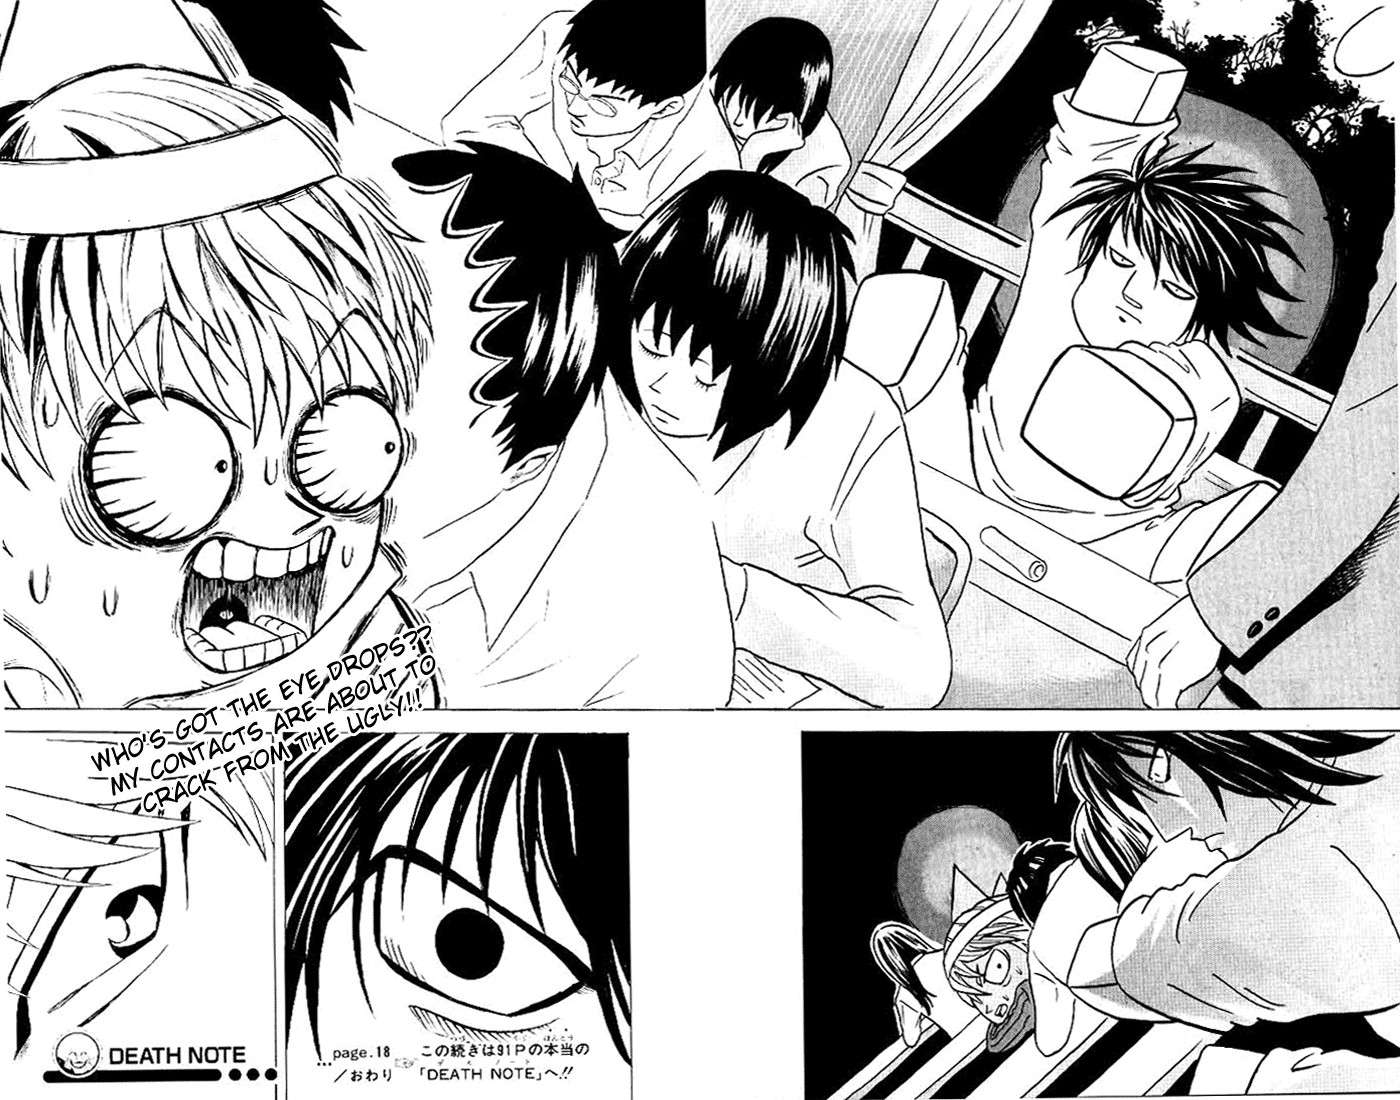 WHO'S GOT THE EYE DROPS??
MY CONTACTS ARE ABOUT TO
CRACK FROM THE UGLY!!
DEATH NOTE
...page.18
／おわり
この続きは91Pの本当の
「DEATH NOTE」へ!!